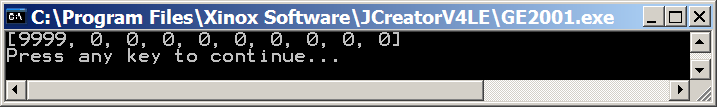 C:\Program Files\Xinox Software\JCreatorV4LE\GE2001.exe
[9999, 0, 0, 0, 0, 0, 0, 0, 0, 0]
Press any key to continue...